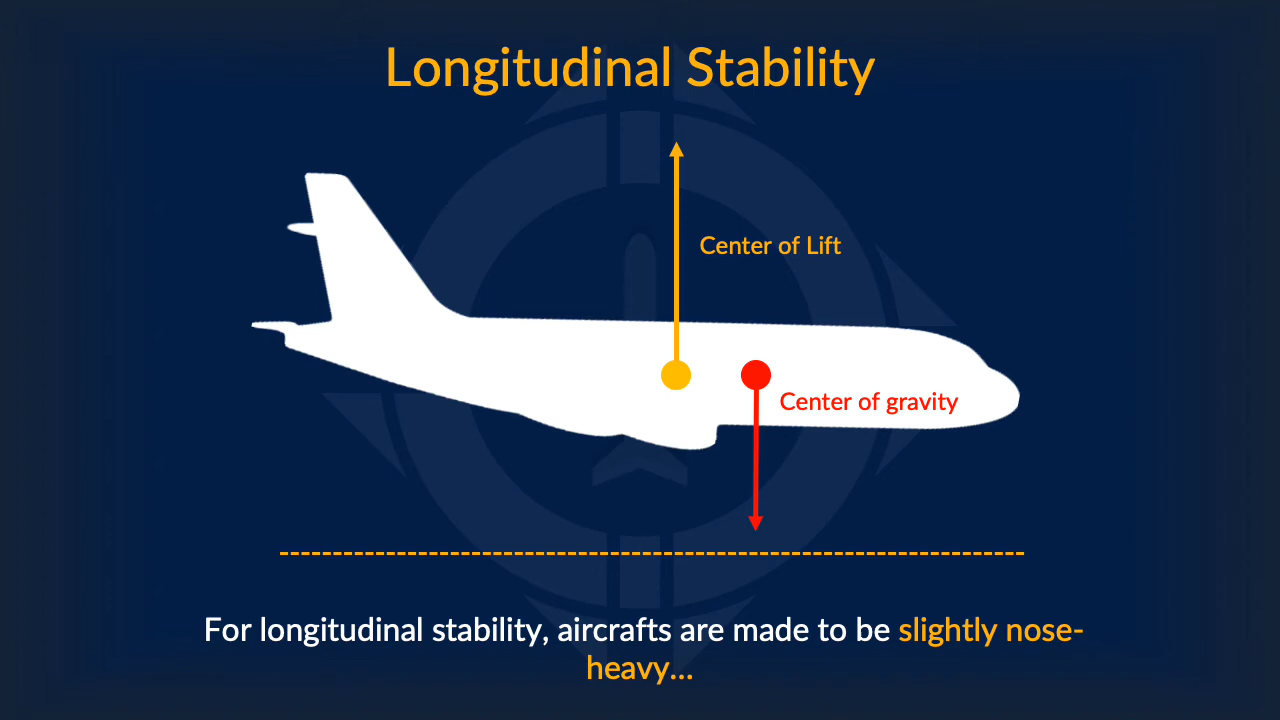 Longitudinal Stability
Center of Lift
Center of gravity
For longitudinal stability, aircrafts are made to be slightly nose-
heavy...